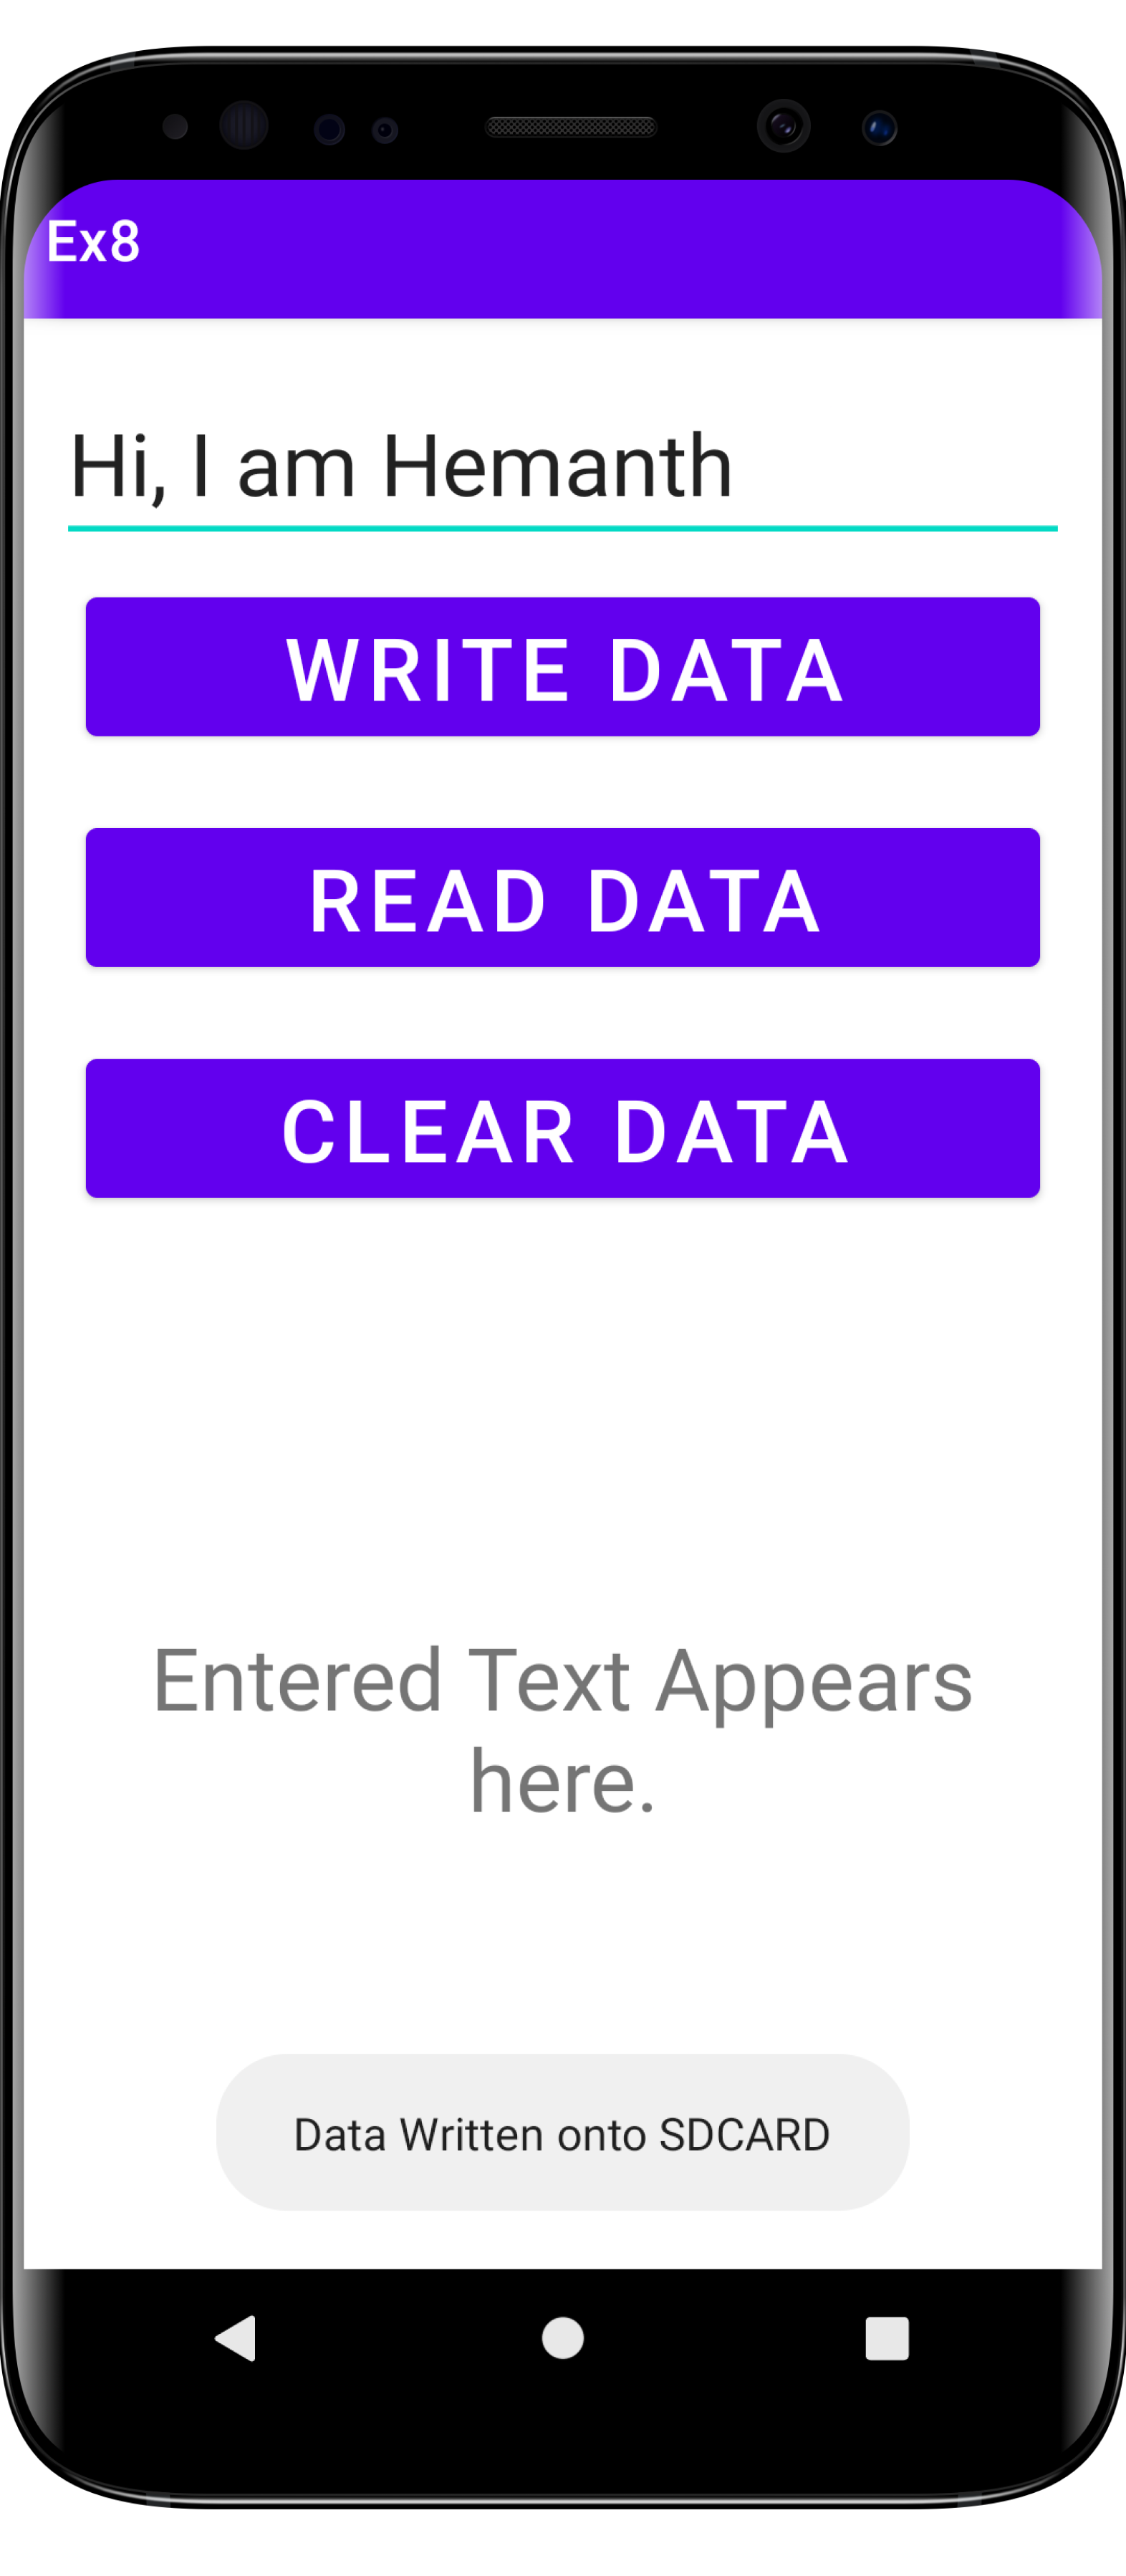 Ex8
Hi, I am Hemanth
WRITE DATA
READ DATA
CLEAR DATA
Entered Text Appears
here.
Data Written onto SDCARD